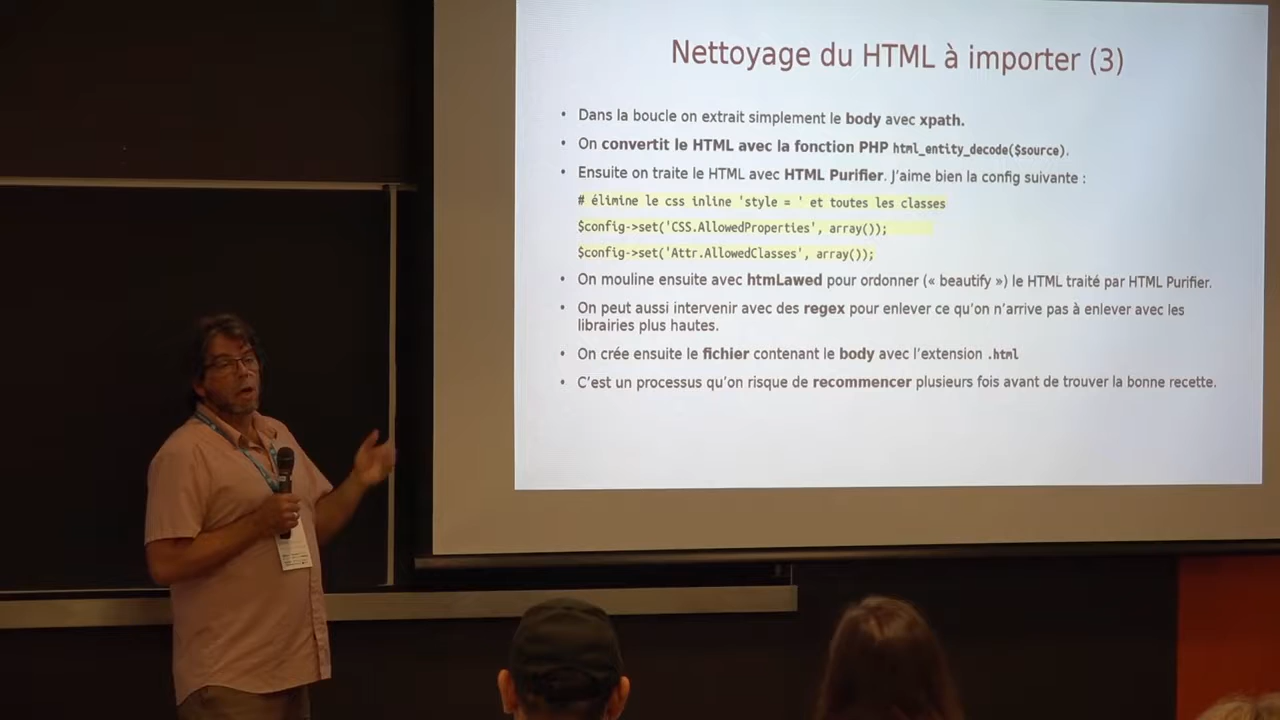 Nettoyage du HTML à importer (3)
• Dans la boucle on extrait simplement le body avec xpath.
• On convertit le HTML avec la fonction PHP html_entity_decode($source).
• Ensuite on traite le HTML avec HTML Purifier. J’aime bien la config suivante :
# élimine le css inline 'style = ' et toutes les classes
$config->set('CSS.AllowedProperties', array());
$config->set('Attr.AllowedClasses', array());
• On mouline ensuite avec htmLawed pour ordonner (« beautify ») le HTML traité par HTML Purifier.
• On peut aussi intervenir avec des regex pour enlever ce qu’on n’arrive pas à enlever avec les
librairies plus hautes.
• On crée ensuite le fichier contenant le body avec l’extension .html
• C’est un processus qu’on risque de recommencer plusieurs fois avant de trouver la bonne recette.